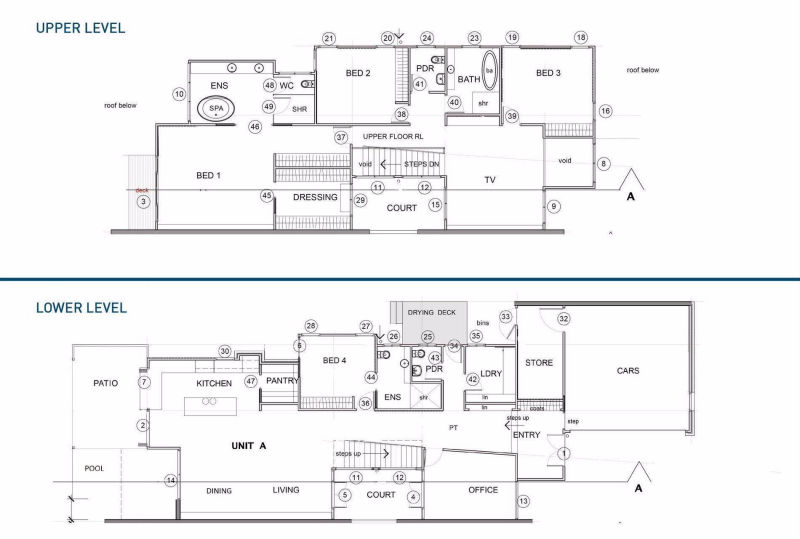 UPPER LEVEL
21
20
24
23
19
18
PDR
BED 2
BED 3
roof below
BATH
ba
ENS
48
WC
41
10
roof below
SPA
49
SHR
40
shr
16
38
39
46
37
UPPER FLOOR RL
void
STEPS DN
void
8
BED 1
TV
deck
11
12
A
45
DRESSING
3
29
COURT
15
9
LOWER LEVEL
DRYING DECK
28
27
26
25
bins
35
33
32
30
6
34
43
BED 4
STORE
CARS
PATIO
7
KITCHEN
47
PANTRY
44
PDR
LDRY
42
ENS
shr
lin
36
lin
coats
2
UNIT A
PT
steps up
step
ENTRY
steps up
1
POOL
14
11
12
A
DINING
LIVING
5
COURT
4
OFFICE
13